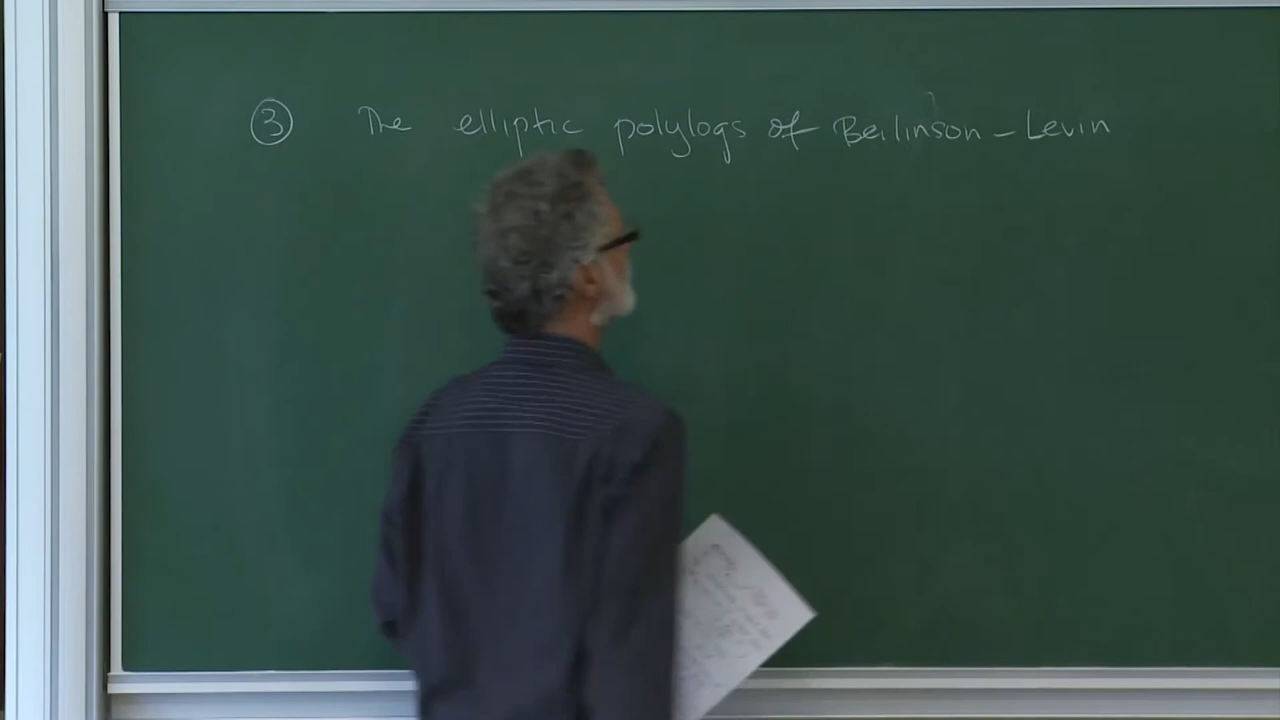 ③ The elliptic polylogs of Beilinson - Levin